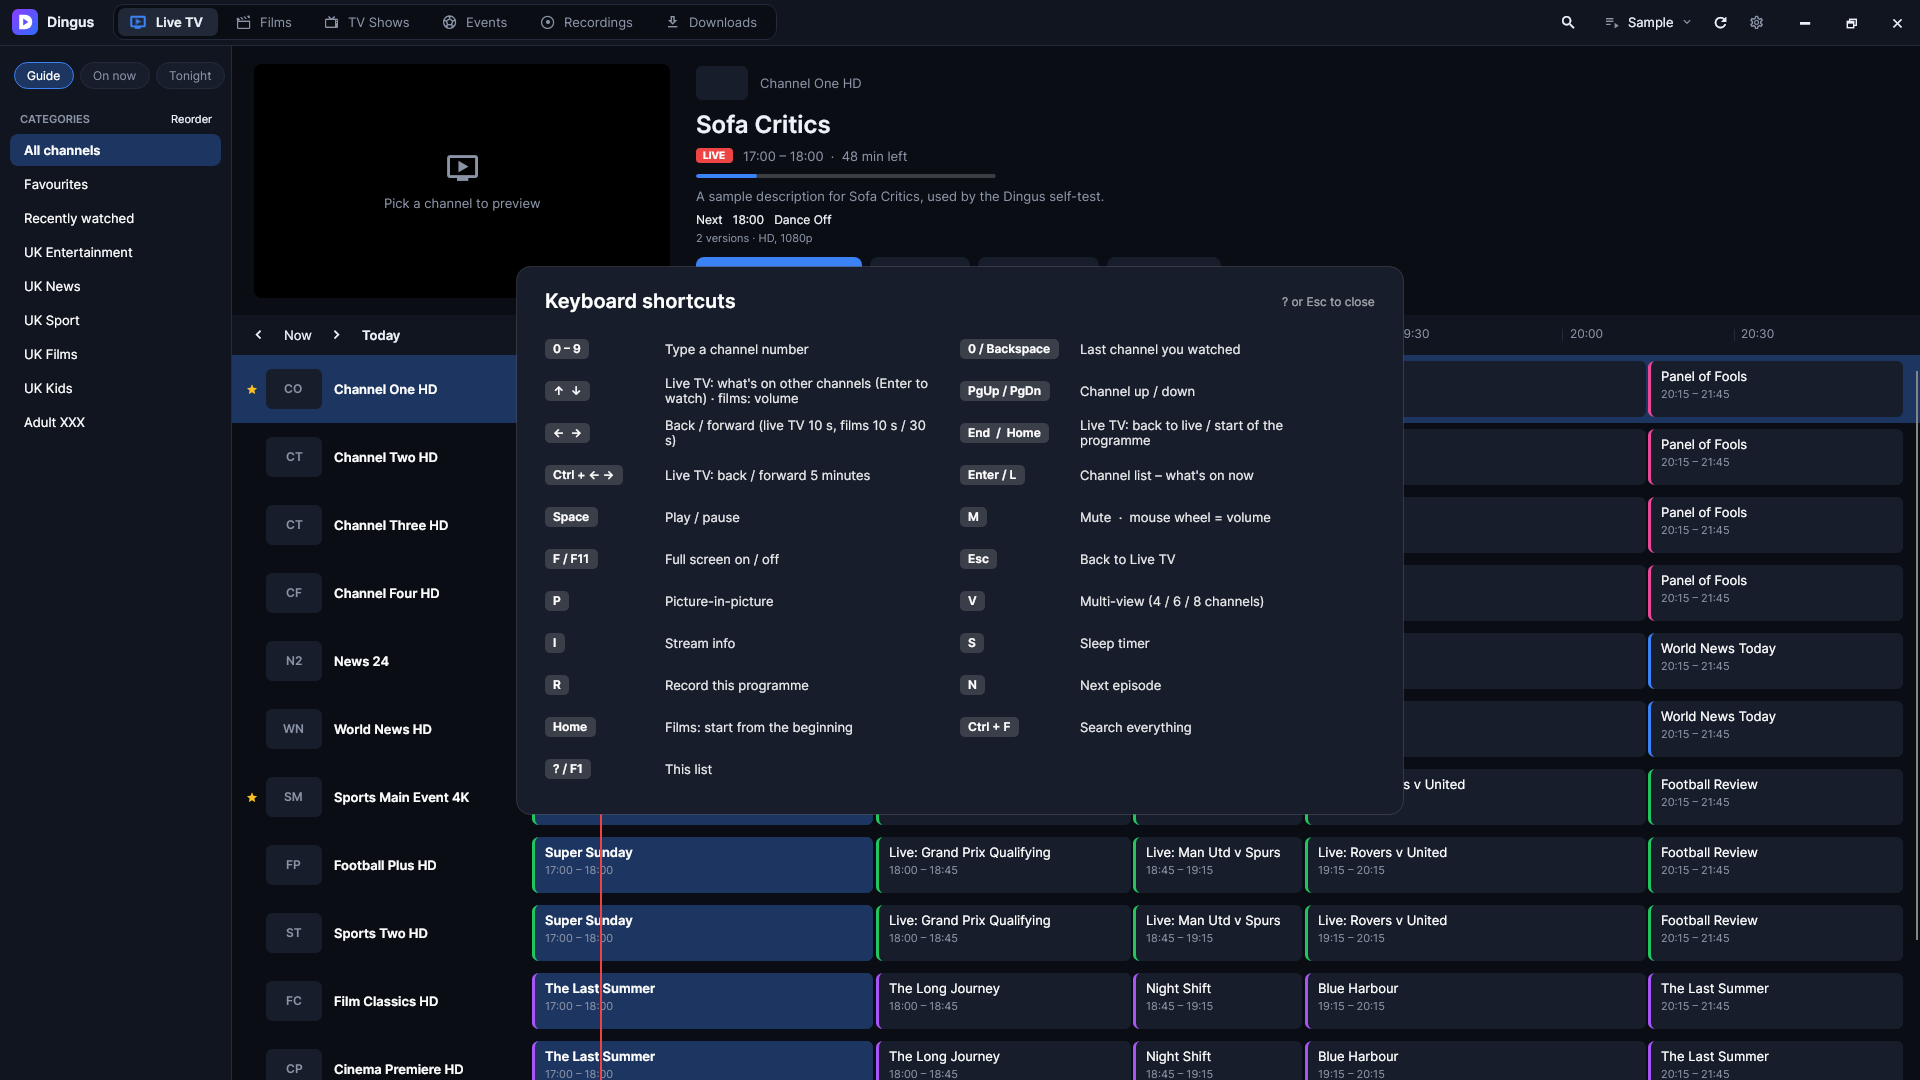 Dingus
Live TV
Films
TV Shows
Events
Recordings
Downloads
Sample
Guide
On now
Tonight
CATEGORIES
Reorder
All channels
Favourites
Recently watched
UK Entertainment
UK News
UK Sport
UK Films
UK Kids
Adult XXX
Pick a channel to preview
Channel One HD
Sofa Critics
LIVE 17:00 – 18:00 · 48 min left
A sample description for Sofa Critics, used by the Dingus self-test.
Next 18:00 Dance Off
2 versions · HD, 1080p
Keyboard shortcuts
? or Esc to close
0 – 9 Type a channel number
0 / Backspace Last channel you watched
↑ ↓ Live TV: what's on other channels (Enter to
watch) · films: volume
PgUp / PgDn Channel up / down
← → Back / forward (live TV 10 s, films 10 s / 30
s)
End / Home Live TV: back to live / start of the
programme
Ctrl + ← → Live TV: back / forward 5 minutes
Enter / L Channel list – what's on now
Space Play / pause
M Mute · mouse wheel = volume
F / F11 Full screen on / off
Esc Back to Live TV
P Picture-in-picture
V Multi-view (4 / 6 / 8 channels)
I Stream info
S Sleep timer
R Record this programme
N Next episode
Home Films: start from the beginning
Ctrl + F Search everything
? / F1 This list
Now
Today
9:30
20:00
20:30
CO Channel One HD
Panel of Fools
20:15 – 21:45
CT Channel Two HD
Panel of Fools
20:15 – 21:45
CT Channel Three HD
Panel of Fools
20:15 – 21:45
CF Channel Four HD
Panel of Fools
20:15 – 21:45
N2 News 24
World News Today
20:15 – 21:45
WN World News HD
World News Today
20:15 – 21:45
SM Sports Main Event 4K
s v United
Football Review
20:15 – 21:45
FP Football Plus HD
Super Sunday
17:00 – 18:00
Live: Grand Prix Qualifying
18:00 – 18:45
Live: Man Utd v Spurs
18:45 – 19:15
Live: Rovers v United
19:15 – 20:15
Football Review
20:15 – 21:45
ST Sports Two HD
Super Sunday
17:00 – 18:00
Live: Grand Prix Qualifying
18:00 – 18:45
Live: Man Utd v Spurs
18:45 – 19:15
Live: Rovers v United
19:15 – 20:15
Football Review
20:15 – 21:45
FC Film Classics HD
The Last Summer
17:00 – 18:00
The Long Journey
18:00 – 18:45
Night Shift
18:45 – 19:15
Blue Harbour
19:15 – 20:15
The Last Summer
20:15 – 21:45
CP Cinema Premiere HD
The Last Summer
17:00 – 18:00
The Long Journey
18:00 – 18:45
Night Shift
18:45 – 19:15
Blue Harbour
19:15 – 20:15
The Last Summer
20:15 – 21:45